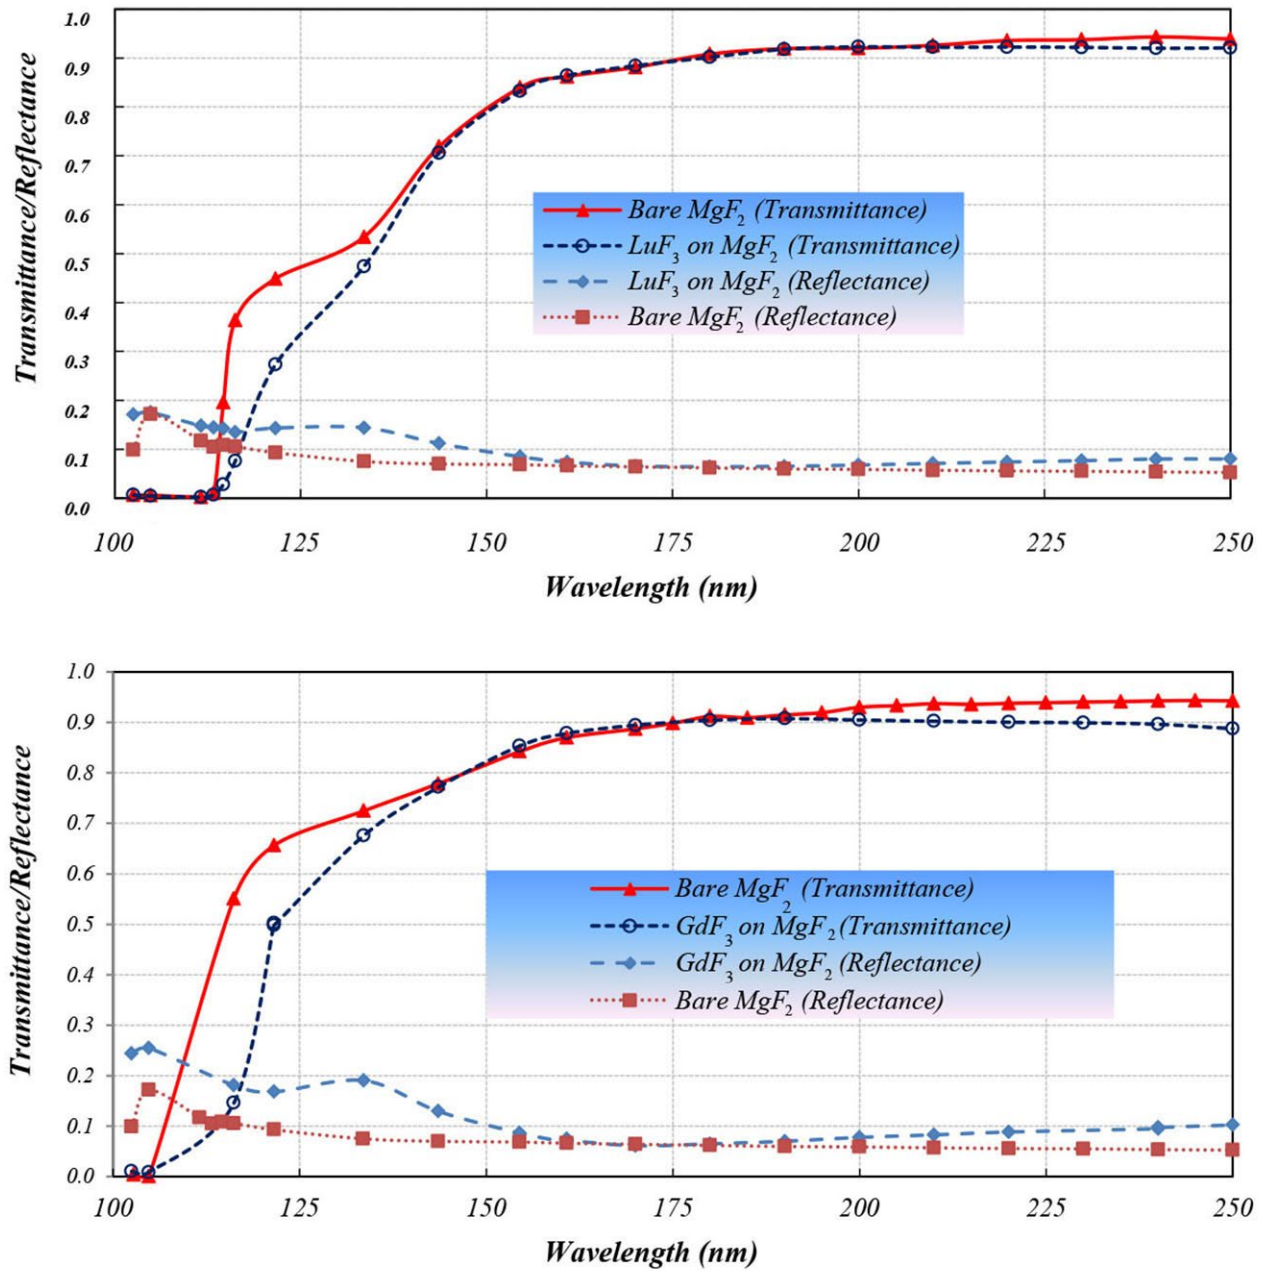 Transmittance/Reflectance
1.0
0.9
0.8
0.7
0.6
0.5
0.4
0.3
0.2
0.1
0.0
Bare MgF2 (Transmittance)
LuF3 on MgF2 (Transmittance)
LuF3 on MgF2 (Reflectance)
Bare MgF2 (Reflectance)
100 125 150 175 200 225 250
Wavelength (nm)
Transmittance/Reflectance
1.0
0.9
0.8
0.7
0.6
0.5
0.4
0.3
0.2
0.1
0.0
Bare MgF2 (Transmittance)
GdF3 on MgF2 (Transmittance)
GdF3 on MgF2 (Reflectance)
Bare MgF2 (Reflectance)
100 125 150 175 200 225 250
Wavelength (nm)